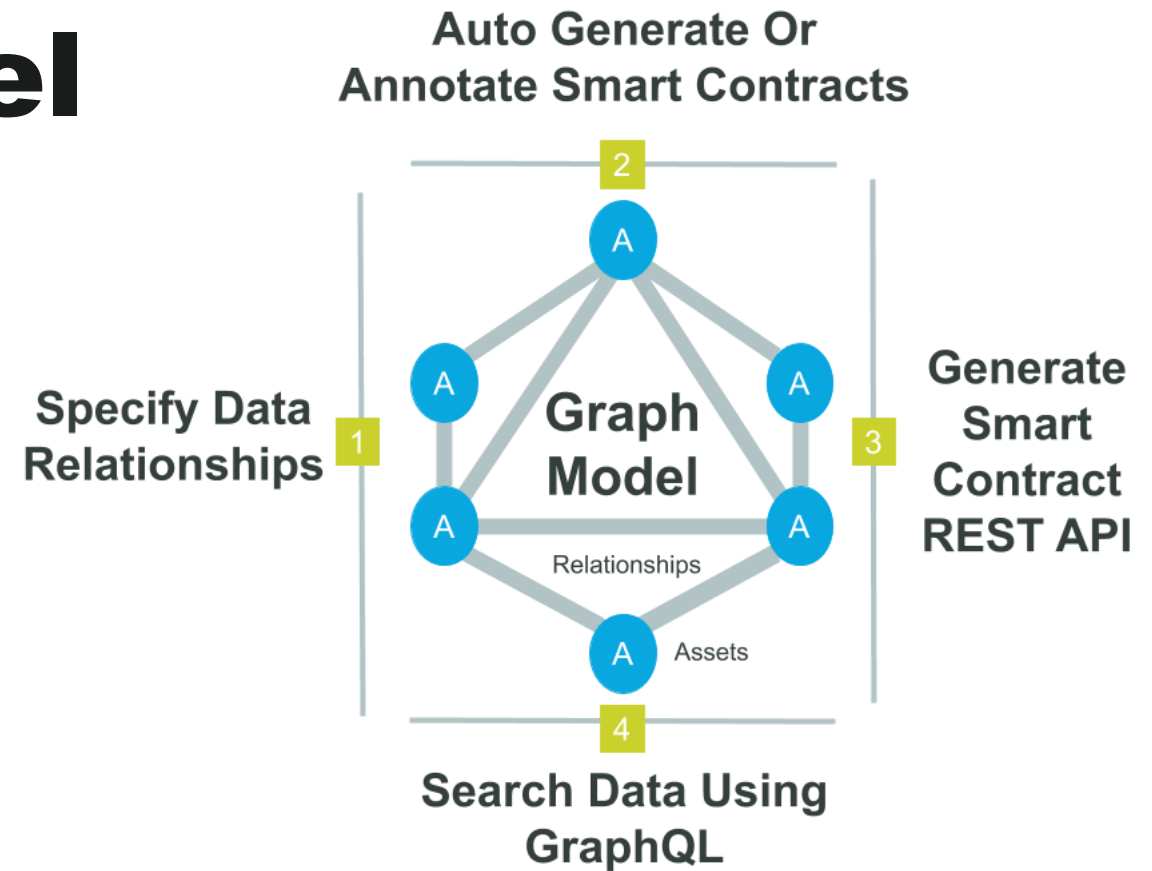 el
Auto Generate Or
Annotate Smart Contracts
2
A
A
A
Specify Data
Relationships
1
Graph
Model
3
Generate
Smart
Contract
REST API
A
A
Relationships
A
Assets
4
Search Data Using
GraphQL